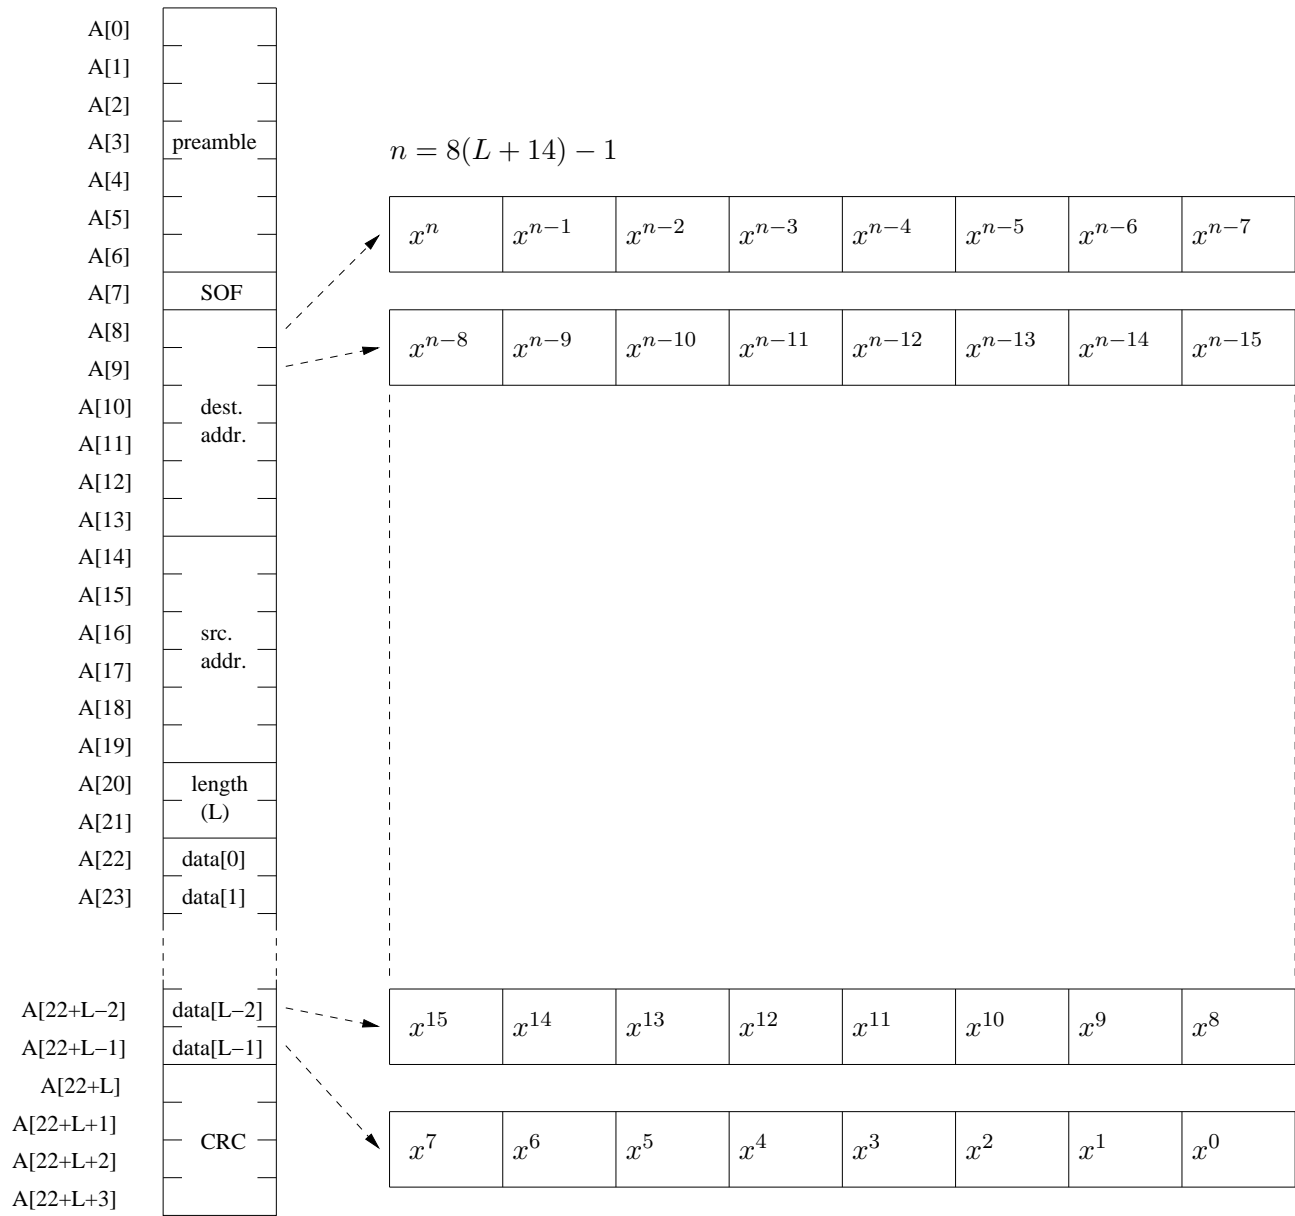 A[0]
A[1]
A[2]
A[3] preamble
n = 8(L + 14) − 1
A[4]
A[5]
A[6]
x^n x^{n−1} x^{n−2} x^{n−3} x^{n−4} x^{n−5} x^{n−6} x^{n−7}
A[7] SOF
A[8]
A[9]
x^{n−8} x^{n−9} x^{n−10} x^{n−11} x^{n−12} x^{n−13} x^{n−14} x^{n−15}
A[10] dest.
addr.
A[11]
A[12]
A[13]
A[14]
A[15]
A[16] src.
addr.
A[17]
A[18]
A[19]
A[20] length
(L)
A[21]
A[22] data[0]
A[23] data[1]
A[22+L−2] data[L−2]
x^{15} x^{14} x^{13} x^{12} x^{11} x^{10} x^9 x^8
A[22+L−1] data[L−1]
A[22+L]
A[22+L+1]
CRC
A[22+L+2]
x^7 x^6 x^5 x^4 x^3 x^2 x^1 x^0
A[22+L+3]